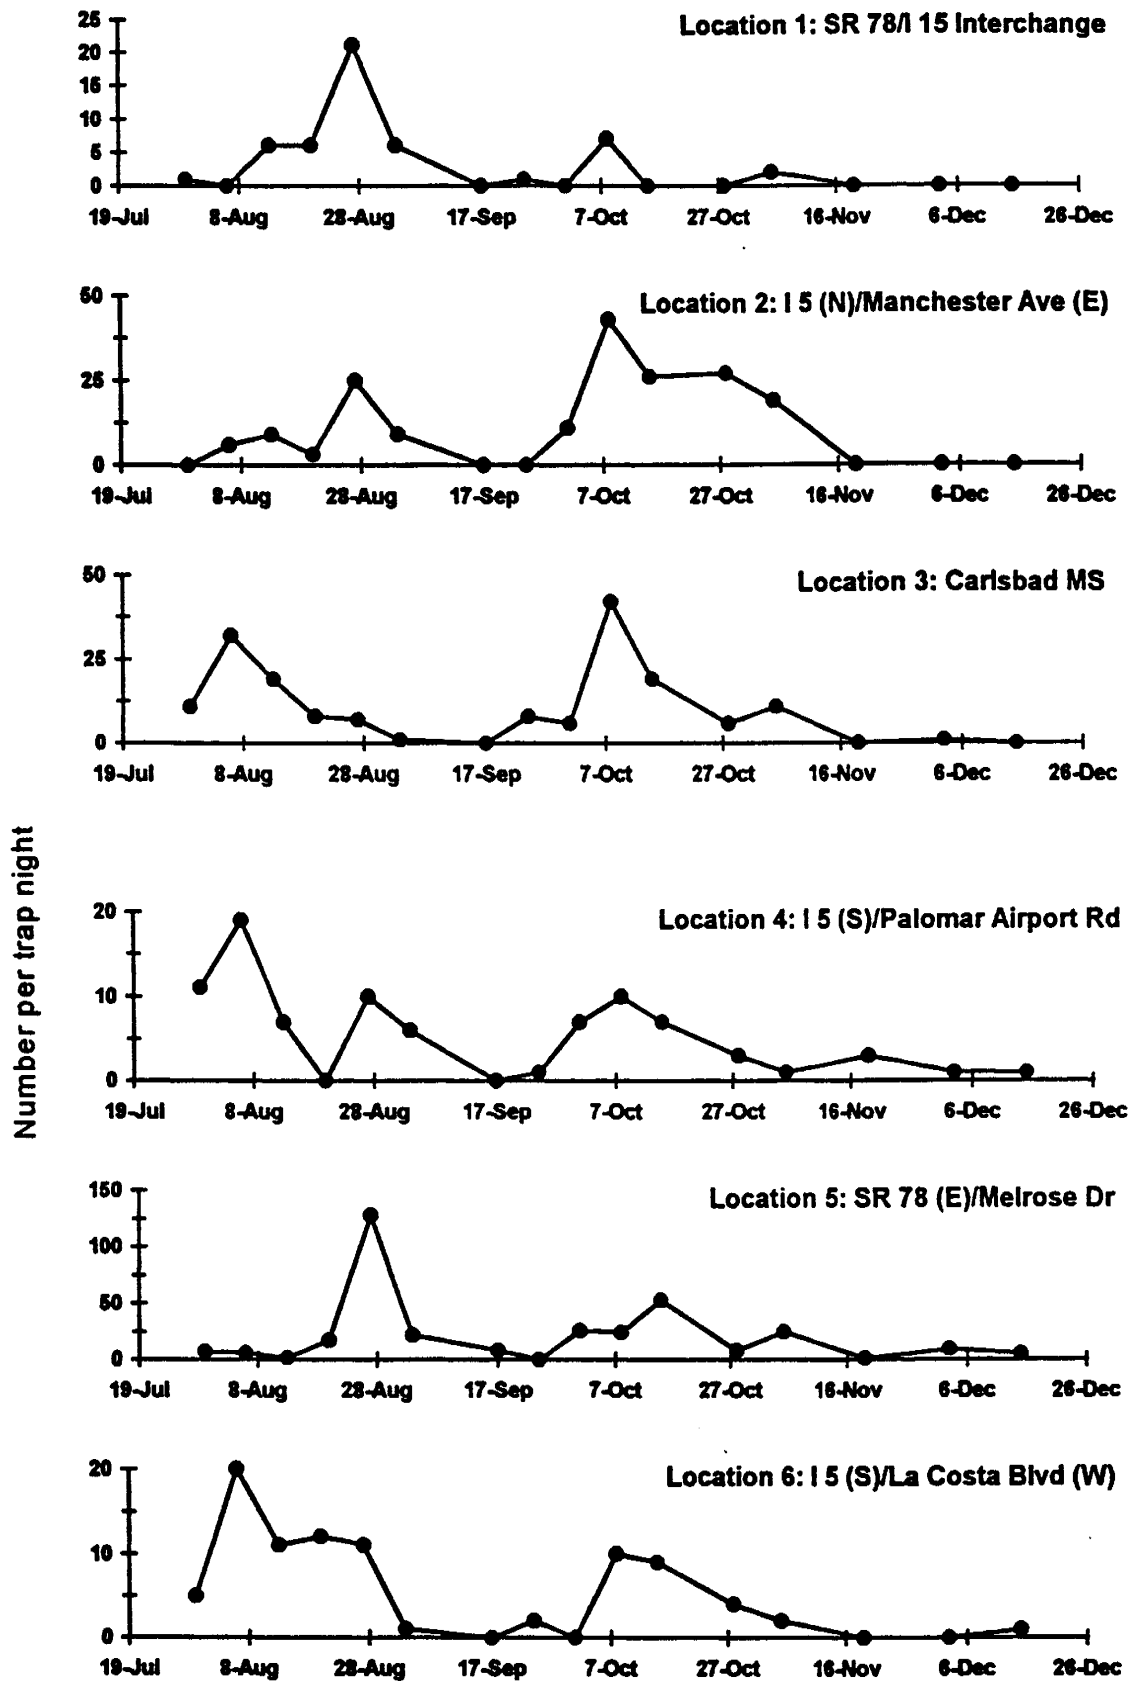 Number per trap night
Location 1: SR 78/I 15 Interchange
25
20
15
10
5
0
19-Jul 8-Aug 28-Aug 17-Sep 7-Oct 27-Oct 16-Nov 6-Dec 26-Dec
Location 2: I 5 (N)/Manchester Ave (E)
50
25
0
19-Jul 8-Aug 28-Aug 17-Sep 7-Oct 27-Oct 16-Nov 6-Dec 26-Dec
Location 3: Carlsbad MS
50
25
0
19-Jul 8-Aug 28-Aug 17-Sep 7-Oct 27-Oct 16-Nov 6-Dec 26-Dec
Location 4: I 5 (S)/Palomar Airport Rd
20
10
0
19-Jul 8-Aug 28-Aug 17-Sep 7-Oct 27-Oct 16-Nov 6-Dec 26-Dec
Location 5: SR 78 (E)/Melrose Dr
150
100
50
0
19-Jul 8-Aug 28-Aug 17-Sep 7-Oct 27-Oct 16-Nov 6-Dec 26-Dec
Location 6: I 5 (S)/La Costa Blvd (W)
20
10
0
19-Jul 8-Aug 28-Aug 17-Sep 7-Oct 27-Oct 16-Nov 6-Dec 26-Dec